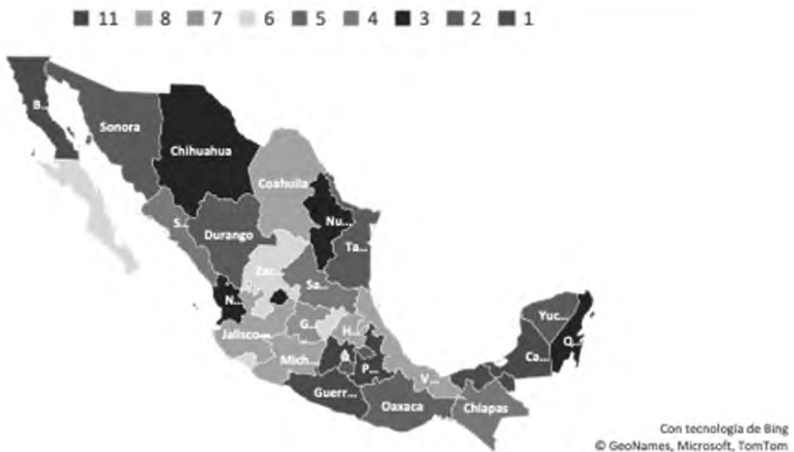 11 8 7 6 5 4 3 2 1
B...
Sonora
Chihuahua
Coahuila
S...
Nu...
Durango
Ta...
Zac...
Sa...
N...
Yuc...
G...
H...
Q...
Jalisco
Ca...
Mich...
P...
V...
Guerr...
Oaxaca
Chiapas
Con tecnología de Bing
© GeoNames, Microsoft, TomTom